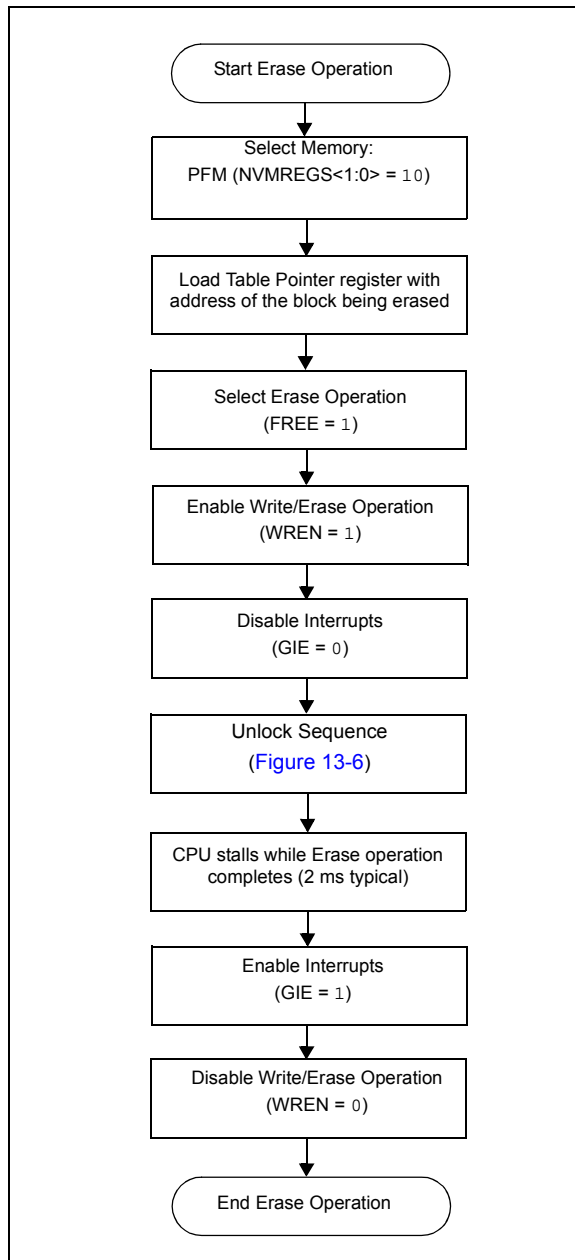 Start Erase Operation
Select Memory:
PFM (NVMREGS<1:0> = 10)
Load Table Pointer register with
address of the block being erased
Select Erase Operation
(FREE = 1)
Enable Write/Erase Operation
(WREN = 1)
Disable Interrupts
(GIE = 0)
Unlock Sequence
(Figure 13-6)
CPU stalls while Erase operation
completes (2 ms typical)
Enable Interrupts
(GIE = 1)
Disable Write/Erase Operation
(WREN = 0)
End Erase Operation